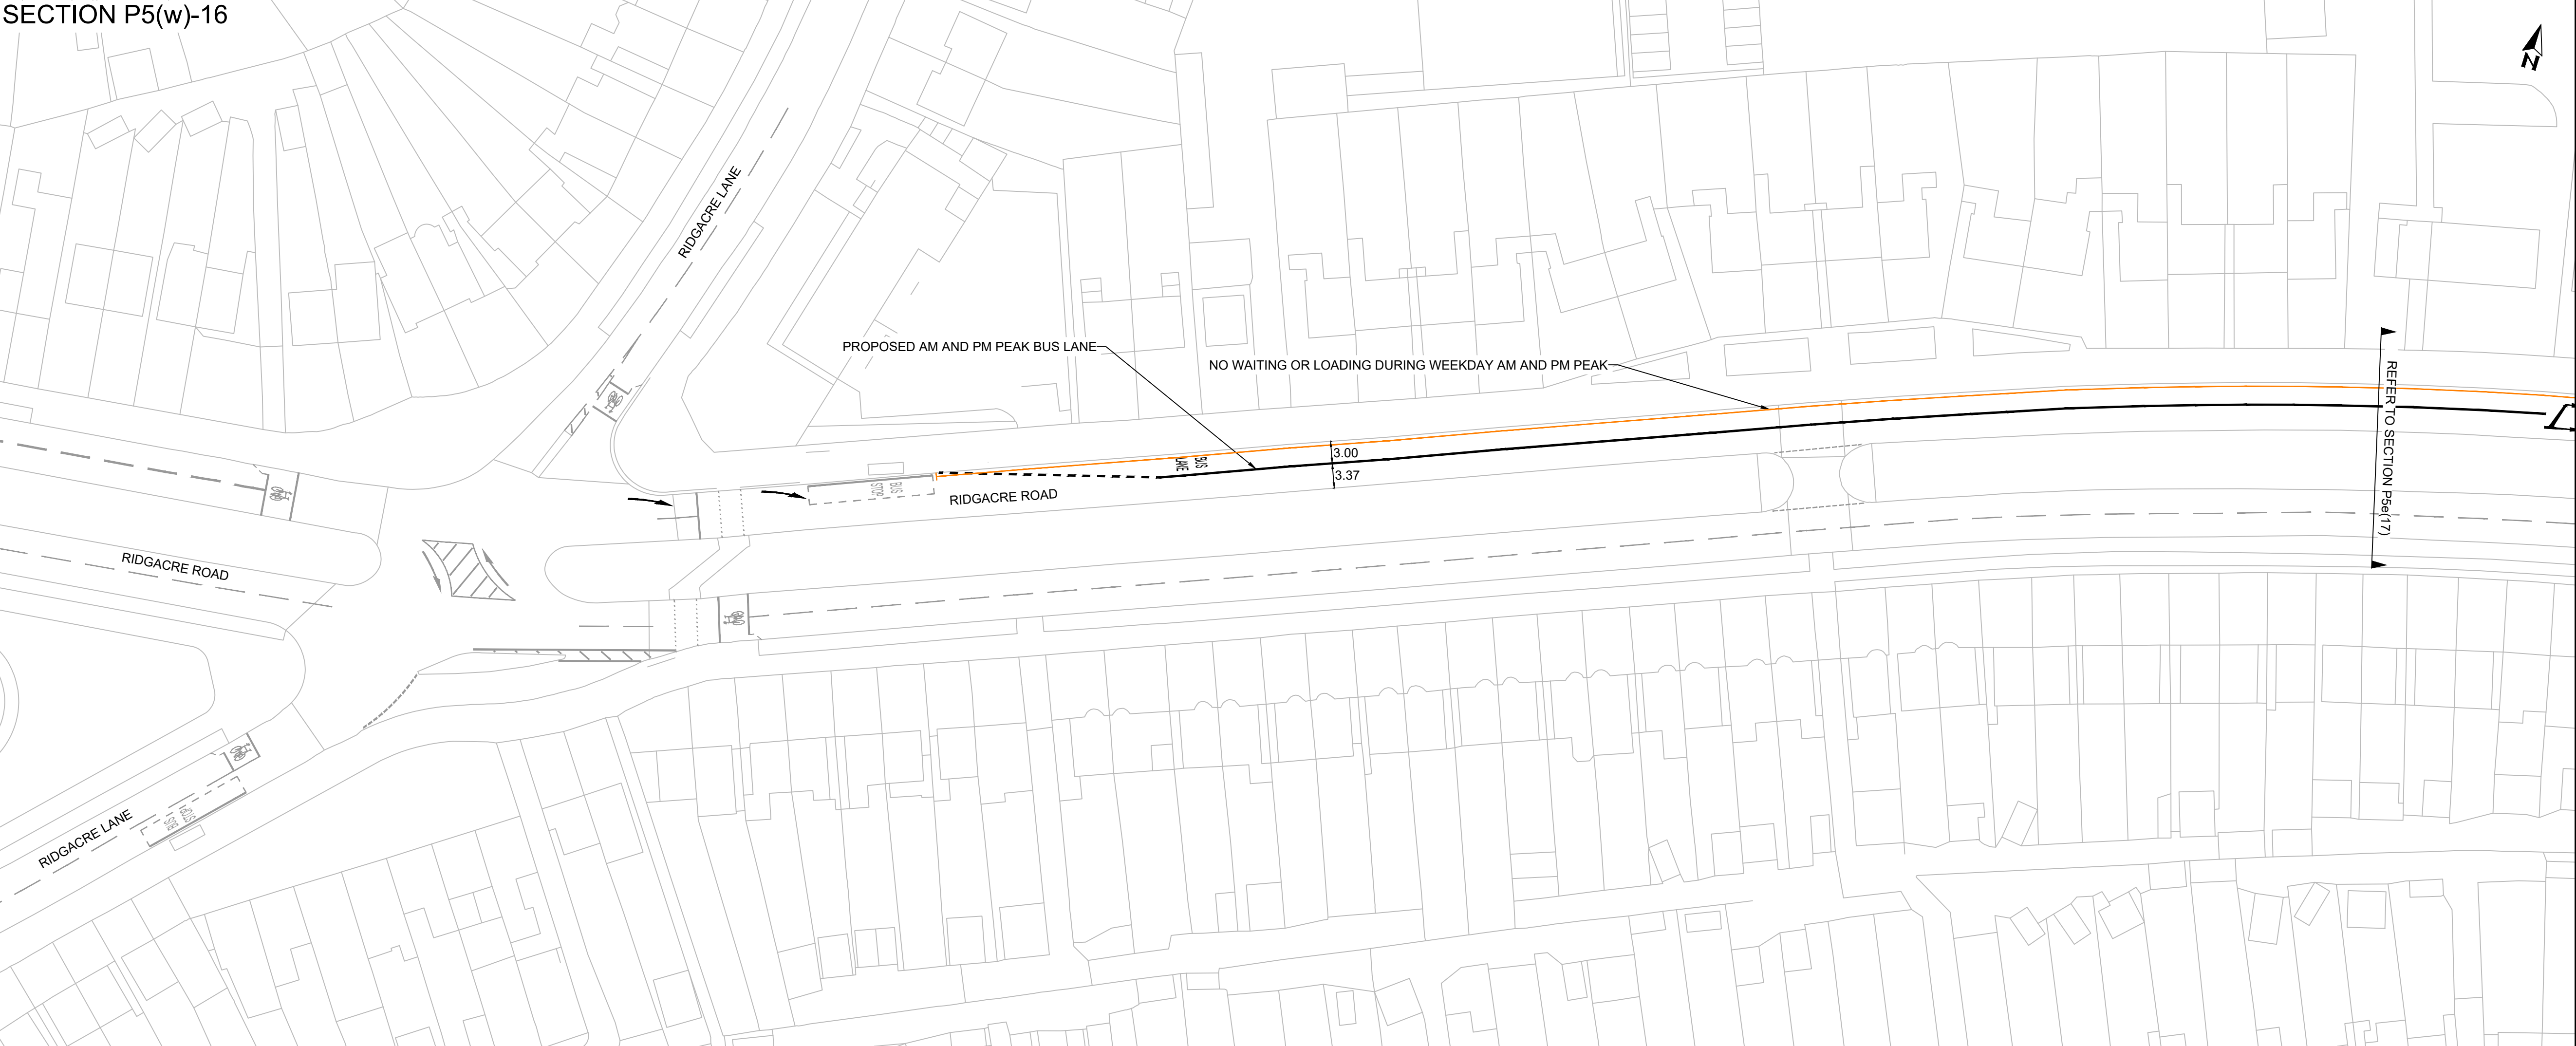 SECTION P5(w)-16
N
RIDGACRE LANE
PROPOSED AM AND PM PEAK BUS LANE
NO WAITING OR LOADING DURING WEEKDAY AM AND PM PEAK
REFER TO SECTION P5e(17)
3.00
3.37
BUS
LANE
BUS
STOP
RIDGACRE ROAD
RIDGACRE ROAD
RIDGACRE LANE
BUS
STOP